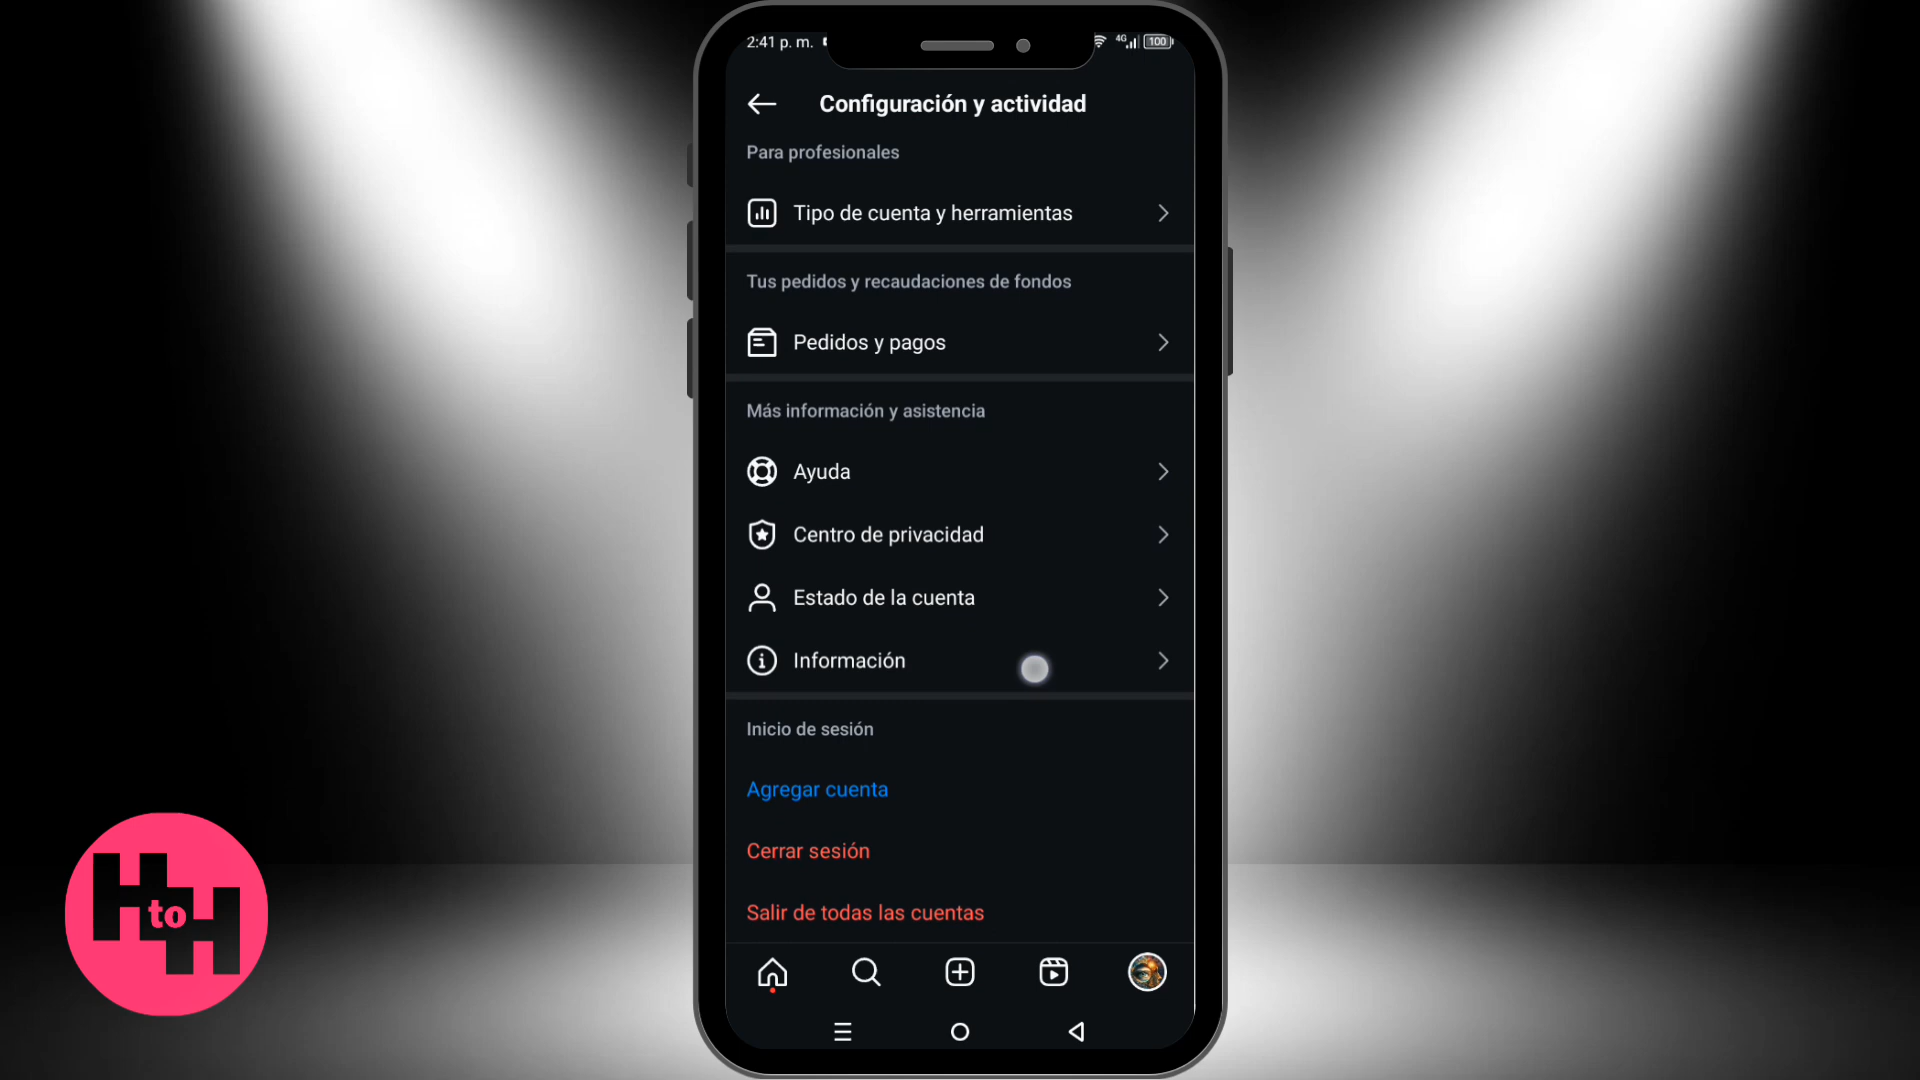 2:41 p. m.
4G
100
Configuración y actividad
Para profesionales
Tipo de cuenta y herramientas
Tus pedidos y recaudaciones de fondos
Pedidos y pagos
Más información y asistencia
Ayuda
Centro de privacidad
Estado de la cuenta
Información
Inicio de sesión
Agregar cuenta
Cerrar sesión
Salir de todas las cuentas
H to H